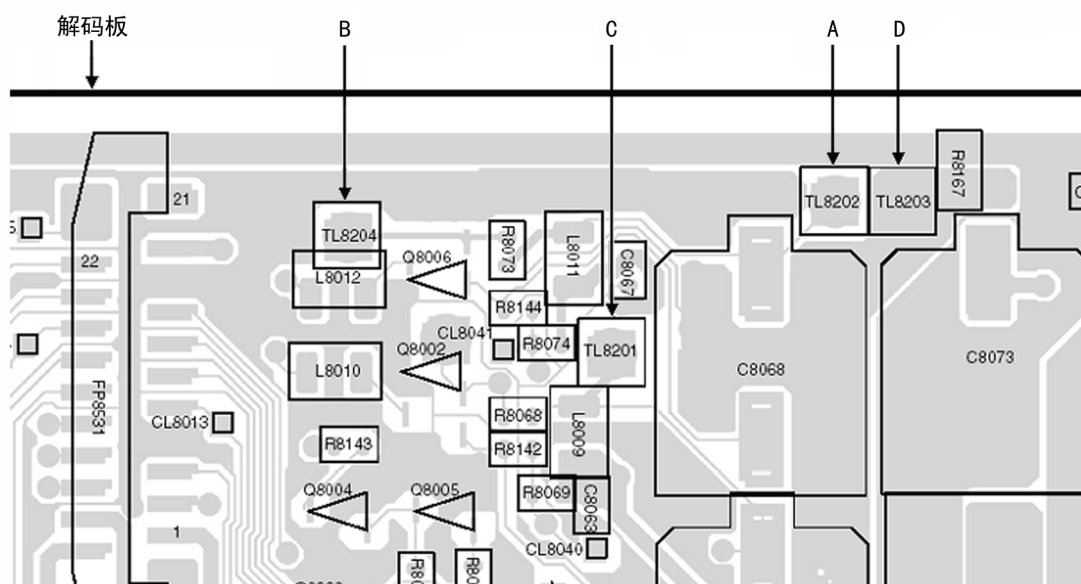 解码板
B
C
A
D
R8167
21
TL8202
TL8203
TL8204
R8073
L8011
C8067
22
L8012
Q8006
R8144
CL8041
R8074
TL8201
Q8002
L8010
C8068
C8073
FP8531
CL8013
R8068
L8009
R8143
R8142
Q8004
Q8005
R8069
C8063
1
CL8040